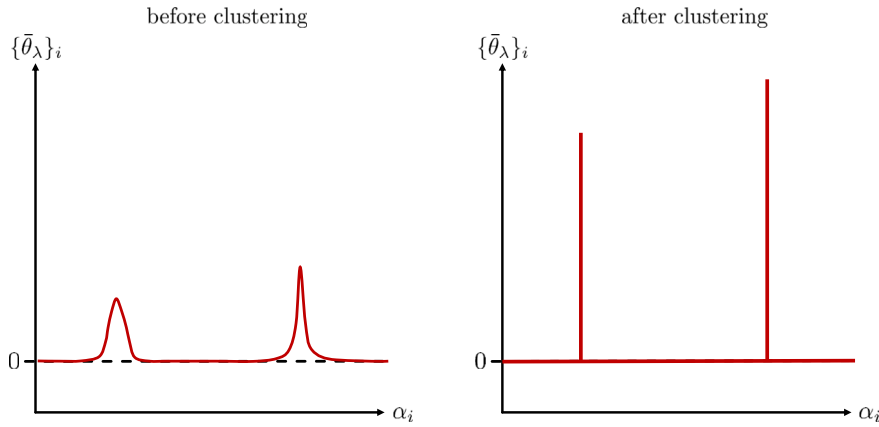 before clustering
{θ̄_λ}_i
0
α_i
after clustering
{θ̄_λ}_i
0
α_i